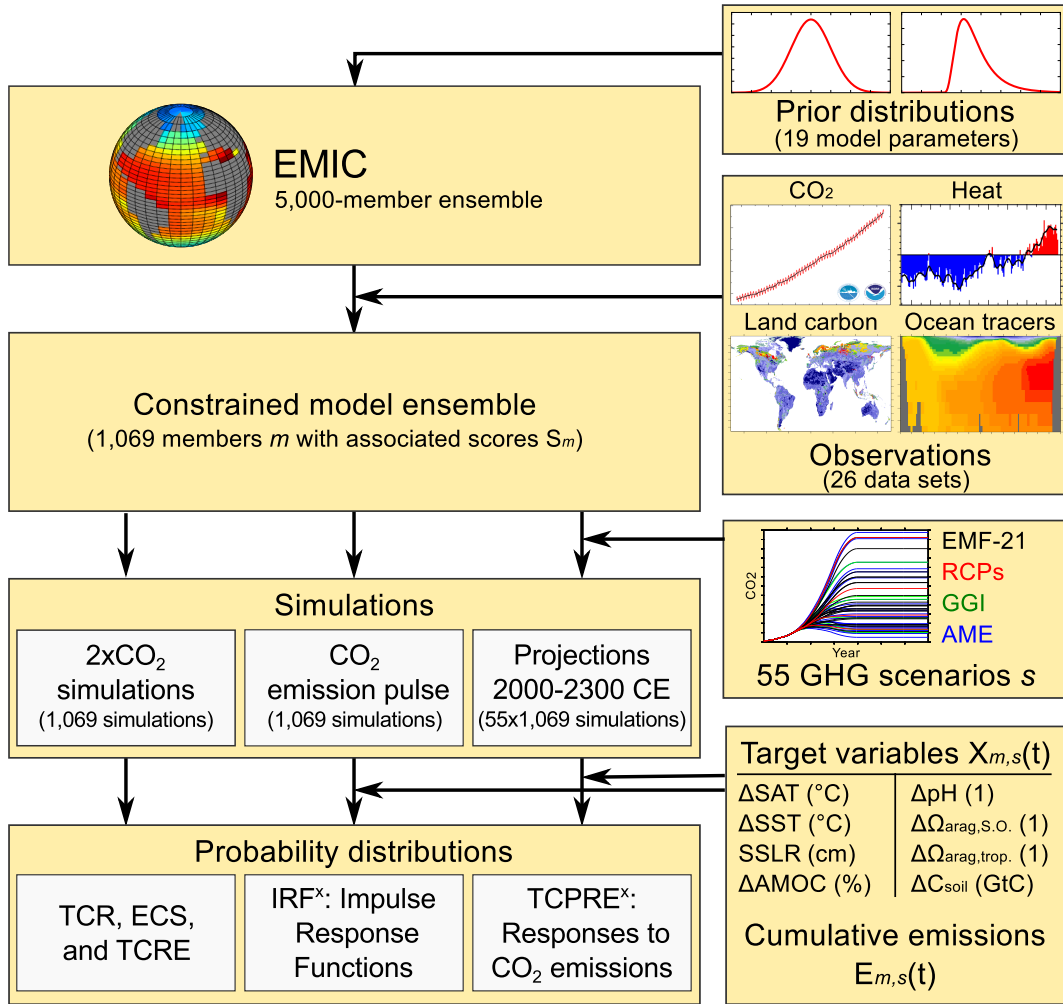 Prior distributions
(19 model parameters)
EMIC
5,000-member ensemble
CO₂
Heat
Land carbon
Ocean tracers
Observations
(26 data sets)
Constrained model ensemble
(1,069 members m with associated scores Sm)
CO2
Year
EMF-21
RCPs
GGI
AME
55 GHG scenarios s
Simulations
2xCO₂
simulations
(1,069 simulations)
CO₂
emission pulse
(1,069 simulations)
Projections
2000-2300 CE
(55x1,069 simulations)
Target variables Xm,s(t)
ΔSAT (°C)
ΔSST (°C)
SSLR (cm)
ΔAMOC (%)
ΔpH (1)
ΔΩarag,S.O. (1)
ΔΩarag,trop. (1)
ΔCsoil (GtC)
Cumulative emissions
Em,s(t)
Probability distributions
TCR, ECS,
and TCRE
IRFˣ: Impulse
Response
Functions
TCPREˣ:
Responses to
CO₂ emissions